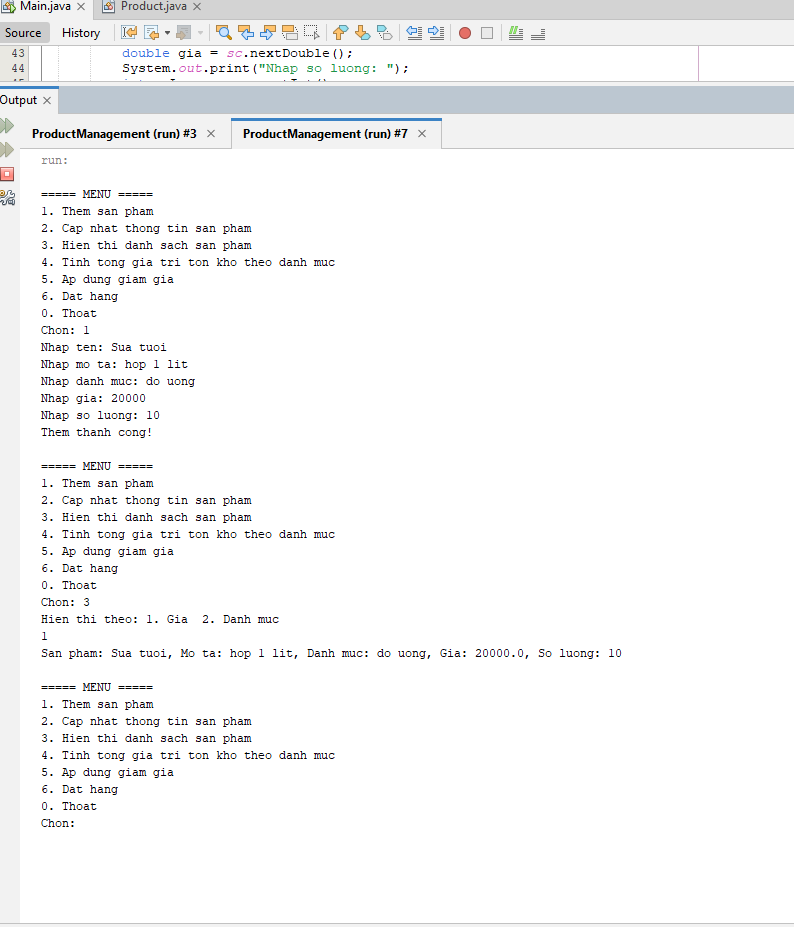 Main.java × Product.java ×
Source History
43 double gia = sc.nextDouble();
44 System.out.print("Nhap so luong: ");
Output ×
ProductManagement (run) #3 × ProductManagement (run) #7 ×
run:
===== MENU =====
1. Them san pham
2. Cap nhat thong tin san pham
3. Hien thi danh sach san pham
4. Tinh tong gia tri ton kho theo danh muc
5. Ap dung giam gia
6. Dat hang
0. Thoat
Chon: 1
Nhap ten: Sua tuoi
Nhap mo ta: hop 1 lit
Nhap danh muc: do uong
Nhap gia: 20000
Nhap so luong: 10
Them thanh cong!
===== MENU =====
1. Them san pham
2. Cap nhat thong tin san pham
3. Hien thi danh sach san pham
4. Tinh tong gia tri ton kho theo danh muc
5. Ap dung giam gia
6. Dat hang
0. Thoat
Chon: 3
Hien thi theo: 1. Gia  2. Danh muc
1
San pham: Sua tuoi, Mo ta: hop 1 lit, Danh muc: do uong, Gia: 20000.0, So luong: 10
===== MENU =====
1. Them san pham
2. Cap nhat thong tin san pham
3. Hien thi danh sach san pham
4. Tinh tong gia tri ton kho theo danh muc
5. Ap dung giam gia
6. Dat hang
0. Thoat
Chon: